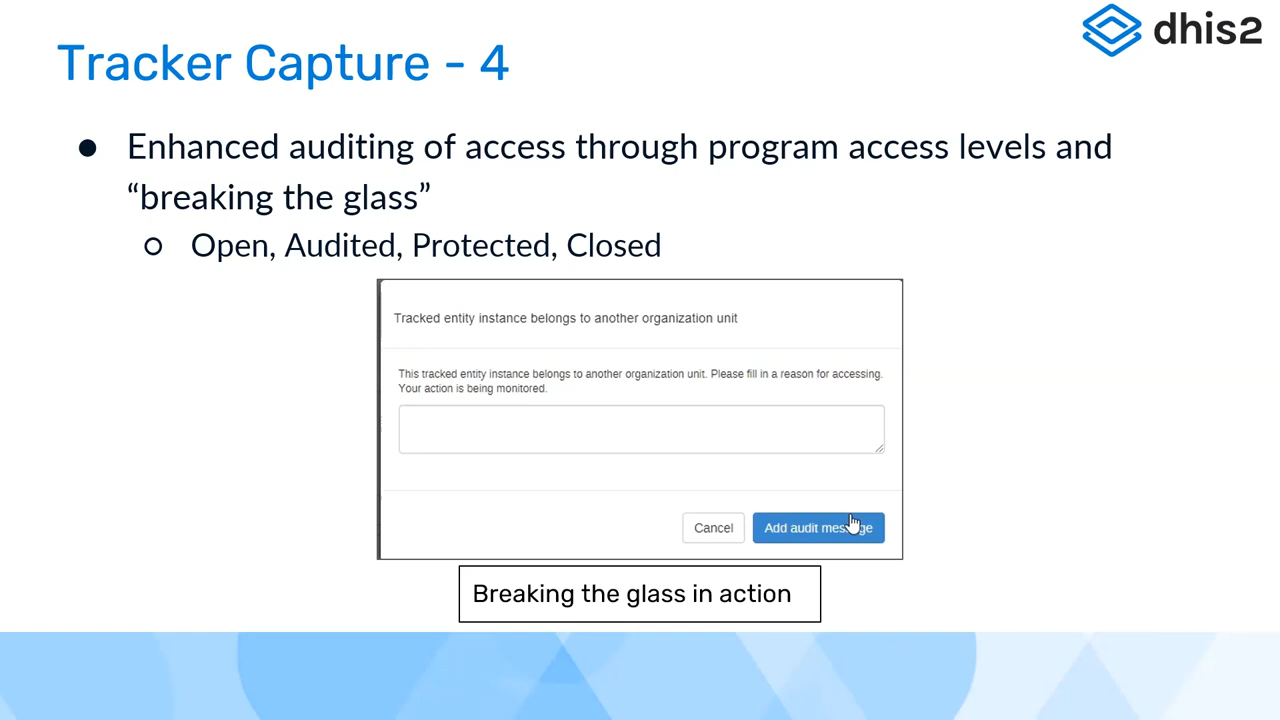 dhis2
Tracker Capture - 4
● Enhanced auditing of access through program access levels and
“breaking the glass”
○ Open, Audited, Protected, Closed
Tracked entity instance belongs to another organization unit
This tracked entity instance belongs to another organization unit. Please fill in a reason for accessing.
Your action is being monitored.
Cancel
Add audit message
Breaking the glass in action